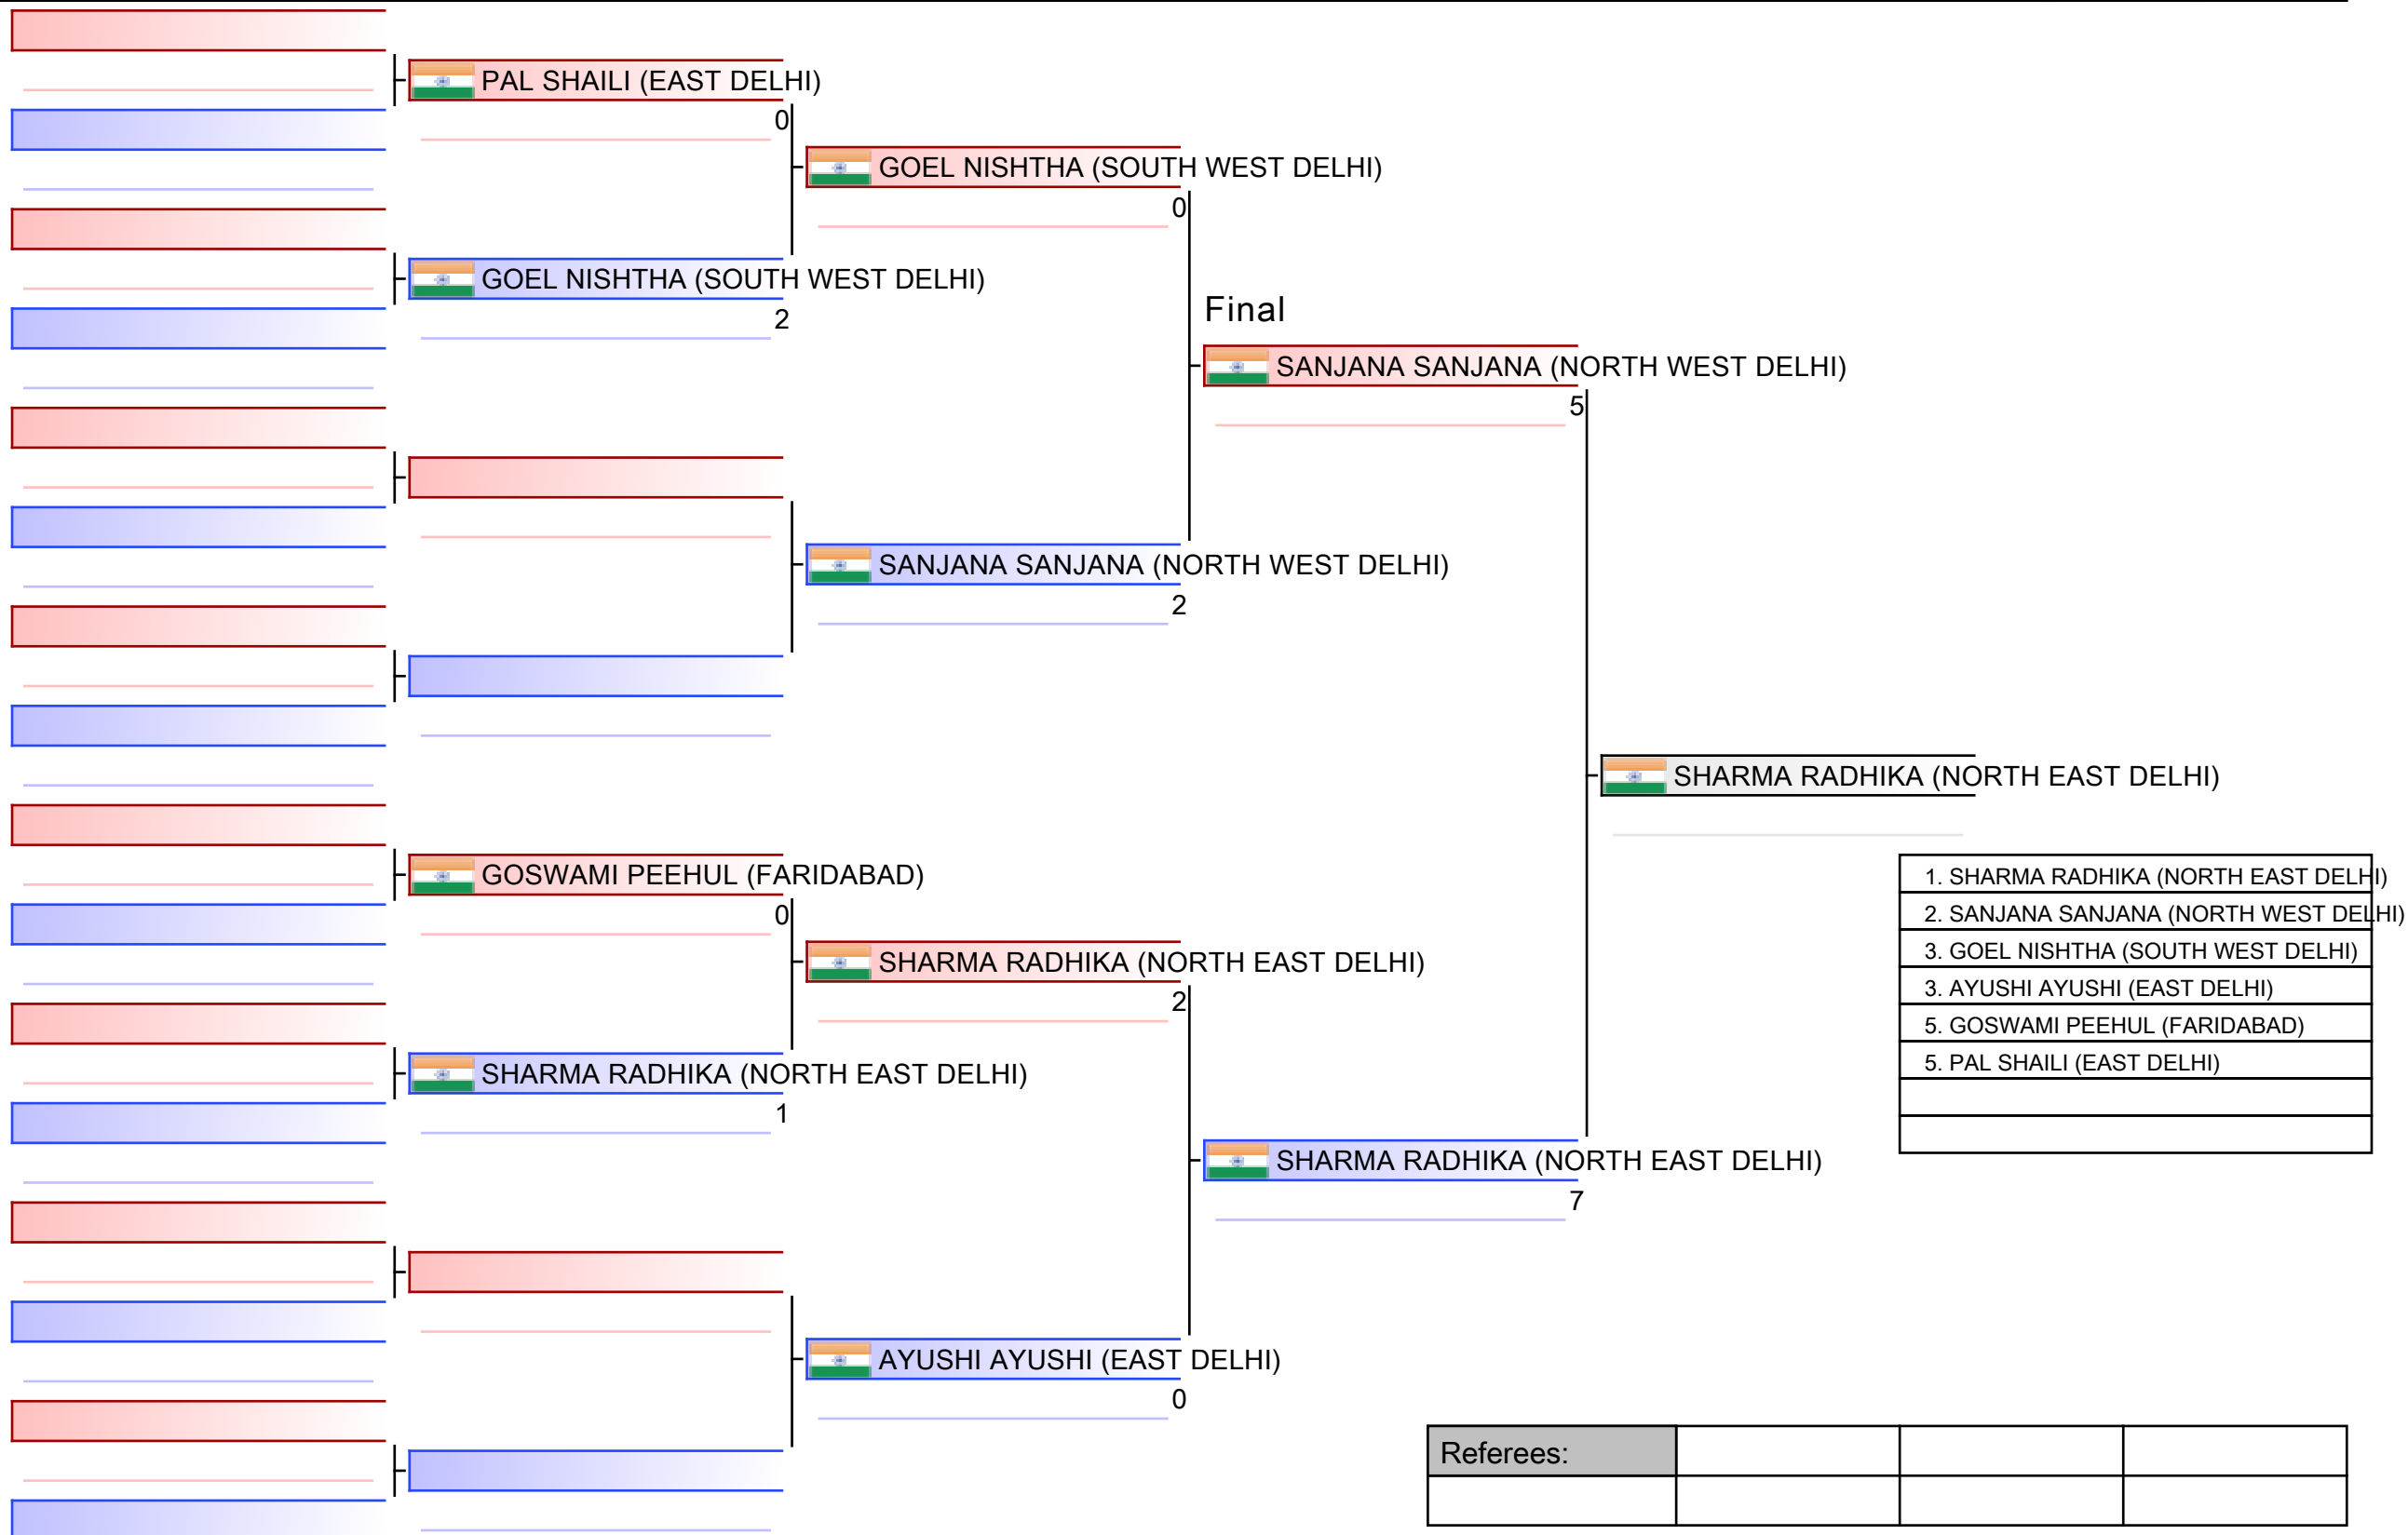 PAL SHAILI (EAST DELHI)
0
GOEL NISHTHA (SOUTH WEST DELHI)
0
GOEL NISHTHA (SOUTH WEST DELHI)
2
Final
SANJANA SANJANA (NORTH WEST DELHI)
5
SANJANA SANJANA (NORTH WEST DELHI)
2
SHARMA RADHIKA (NORTH EAST DELHI)
GOSWAMI PEEHUL (FARIDABAD)
0
SHARMA RADHIKA (NORTH EAST DELHI)
2
SHARMA RADHIKA (NORTH EAST DELHI)
1
SHARMA RADHIKA (NORTH EAST DELHI)
7
AYUSHI AYUSHI (EAST DELHI)
0
1. SHARMA RADHIKA (NORTH EAST DELHI)
2. SANJANA SANJANA (NORTH WEST DELHI)
3. GOEL NISHTHA (SOUTH WEST DELHI)
3. AYUSHI AYUSHI (EAST DELHI)
5. GOSWAMI PEEHUL (FARIDABAD)
5. PAL SHAILI (EAST DELHI)
Referees: